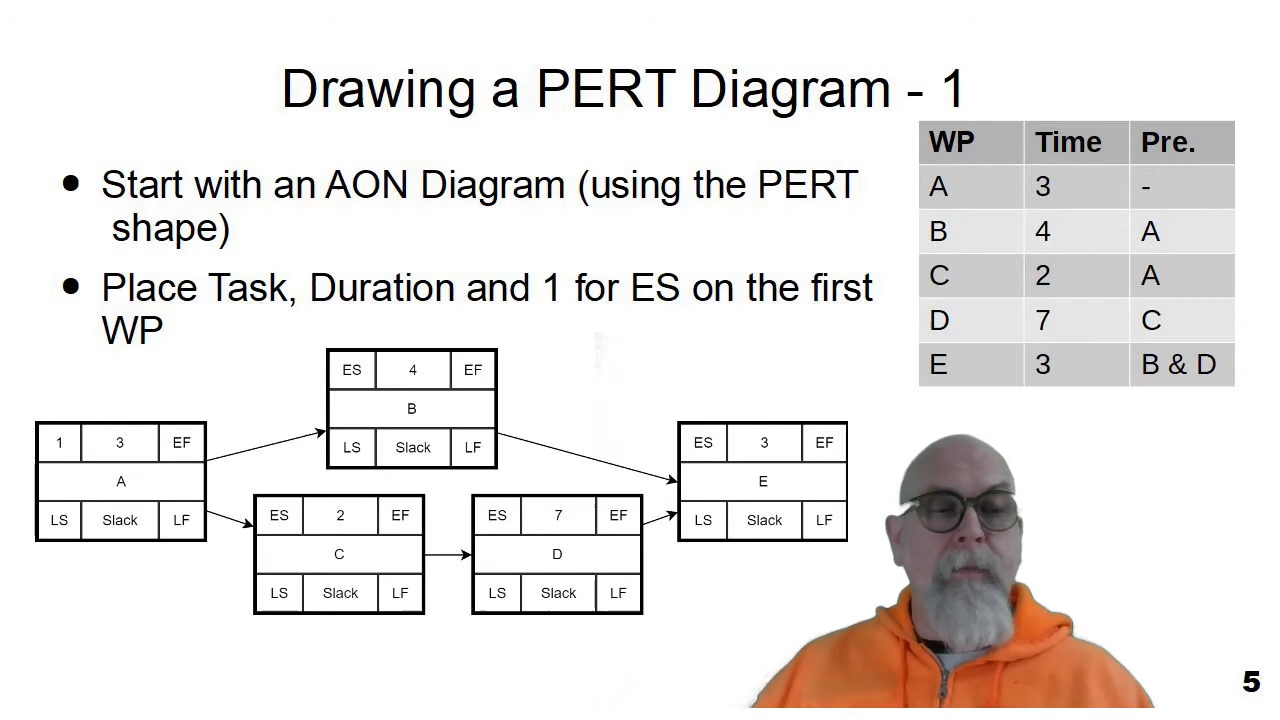 Drawing a PERT Diagram - 1
● Start with an AON Diagram (using the PERT
shape)
● Place Task, Duration and 1 for ES on the first
WP
WP Time Pre.
A 3 -
B 4 A
C 2 A
D 7 C
E 3 B & D
1 3 EF
A
LS Slack LF
ES 4 EF
B
LS Slack LF
ES 2 EF
C
LS Slack LF
ES 7 EF
D
LS Slack LF
ES 3 EF
E
LS Slack LF
5